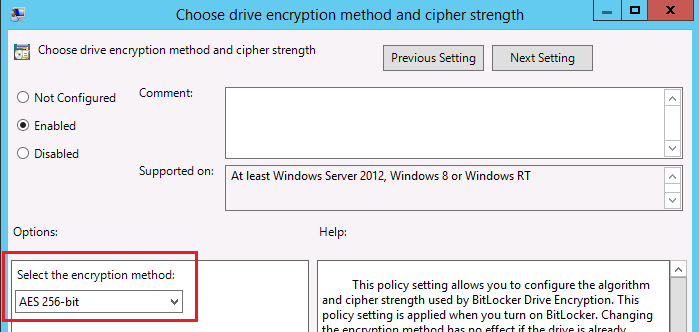 Choose drive encryption method and cipher strength
Choose drive encryption method and cipher strength
Previous Setting
Next Setting
Not Configured
Comment:
Enabled
Disabled
Supported on:
At least Windows Server 2012, Windows 8 or Windows RT
Options:
Help:
Select the encryption method:
AES 256-bit
This policy setting allows you to configure the algorithm
and cipher strength used by BitLocker Drive Encryption. This
policy setting is applied when you turn on BitLocker. Changing
the encryption method has no effect if the drive is already